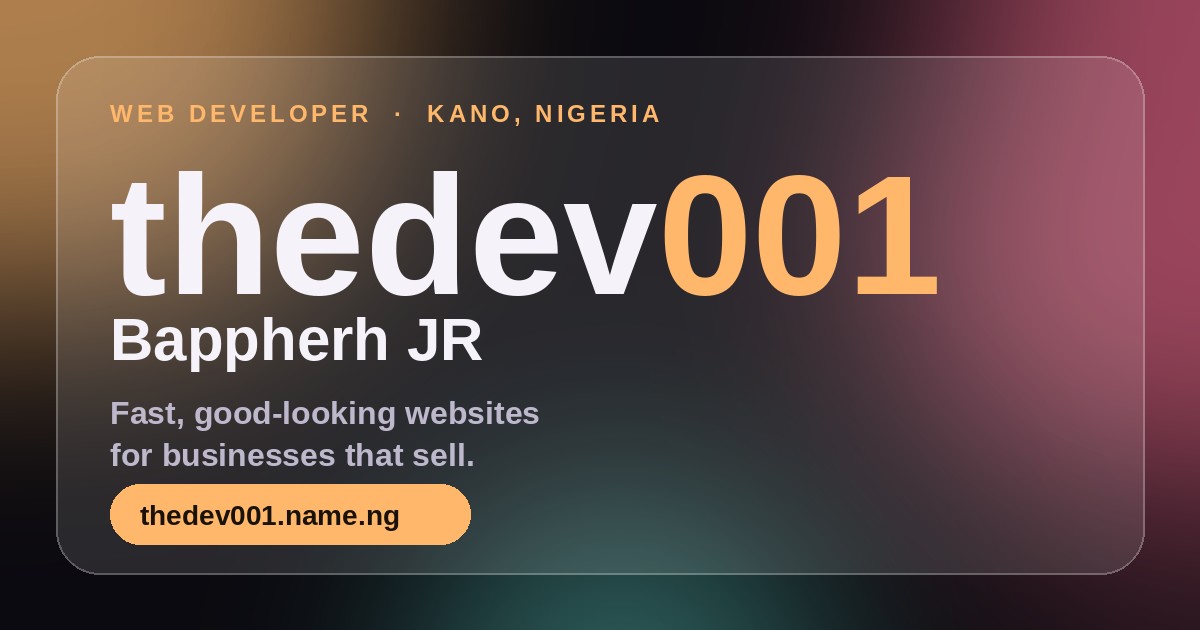 WEB DEVELOPER · KANO, NIGERIA
thedev001
Bappherh JR
Fast, good-looking websites
for businesses that sell.
thedev001.name.ng